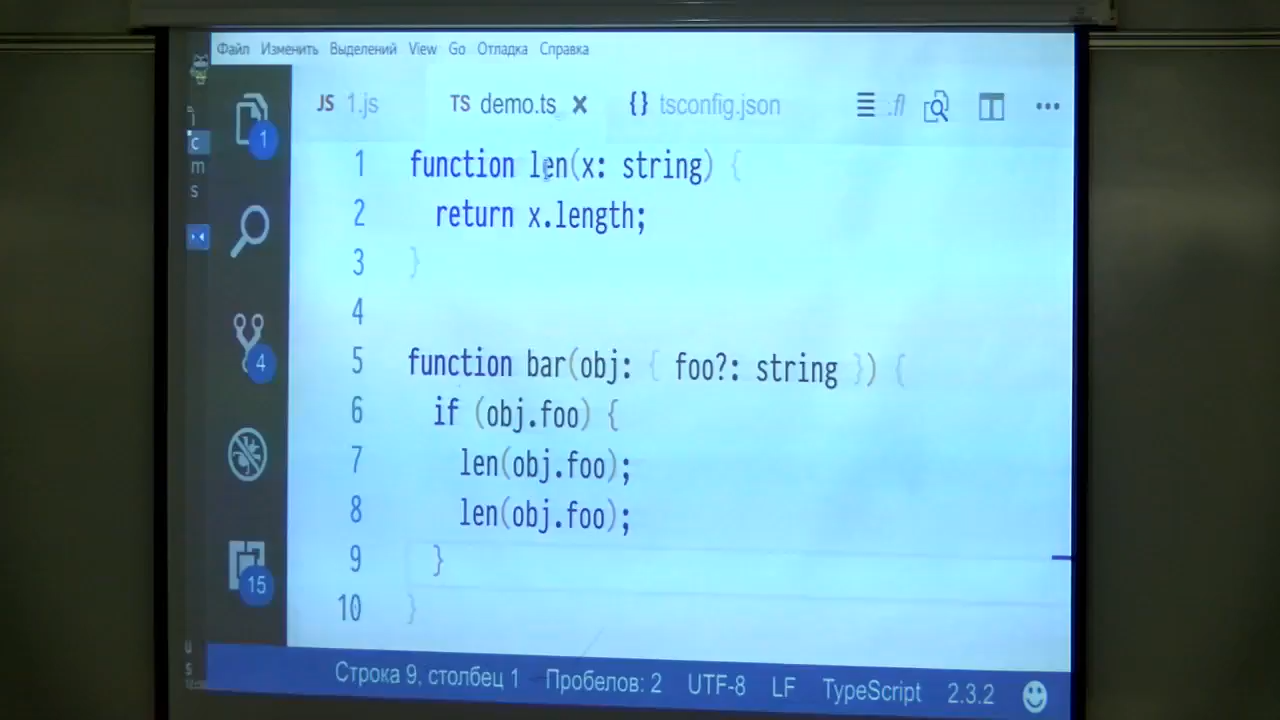 Файл Изменить Выделений View Go Отладка Справка
JS 1.js TS demo.ts × {} tsconfig.json
1 function len(x: string) {
2 return x.length;
3 }
4
5 function bar(obj: { foo?: string }) {
6 if (obj.foo) {
7 len(obj.foo);
8 len(obj.foo);
9 }
10 }
1
4
15
c
m
s
u
s
Строка 9, столбец 1 Пробелов: 2 UTF-8 LF TypeScript 2.3.2